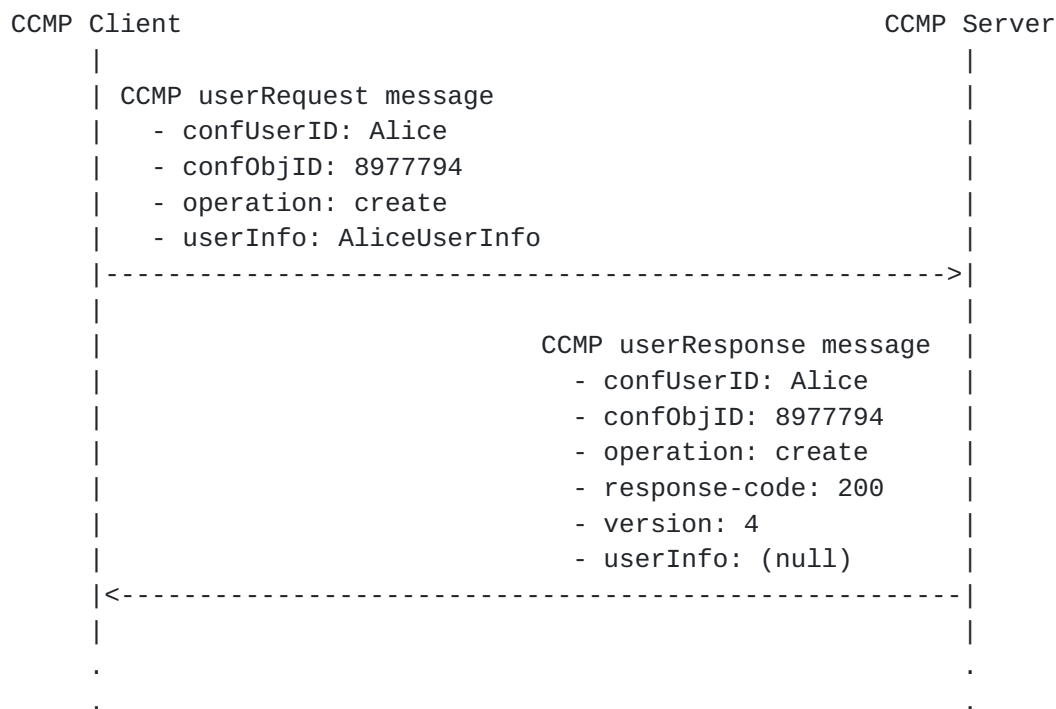 CCMP Client                                             CCMP Server
     |                                                        |
     | CCMP userRequest message                               |
     |   - confUserID: Alice                                  |
     |   - confObjID: 8977794                                 |
     |   - operation: create                                  |
     |   - userInfo: AliceUserInfo                            |
     |------------------------------------------------------->|
     |                                                        |
     |                            CCMP userResponse message   |
     |                              - confUserID: Alice       |
     |                              - confObjID: 8977794      |
     |                              - operation: create       |
     |                              - response-code: 200      |
     |                              - version: 4              |
     |                              - userInfo: (null)        |
     |<-------------------------------------------------------|
     |                                                        |
     .                                                        .
     .                                                        .